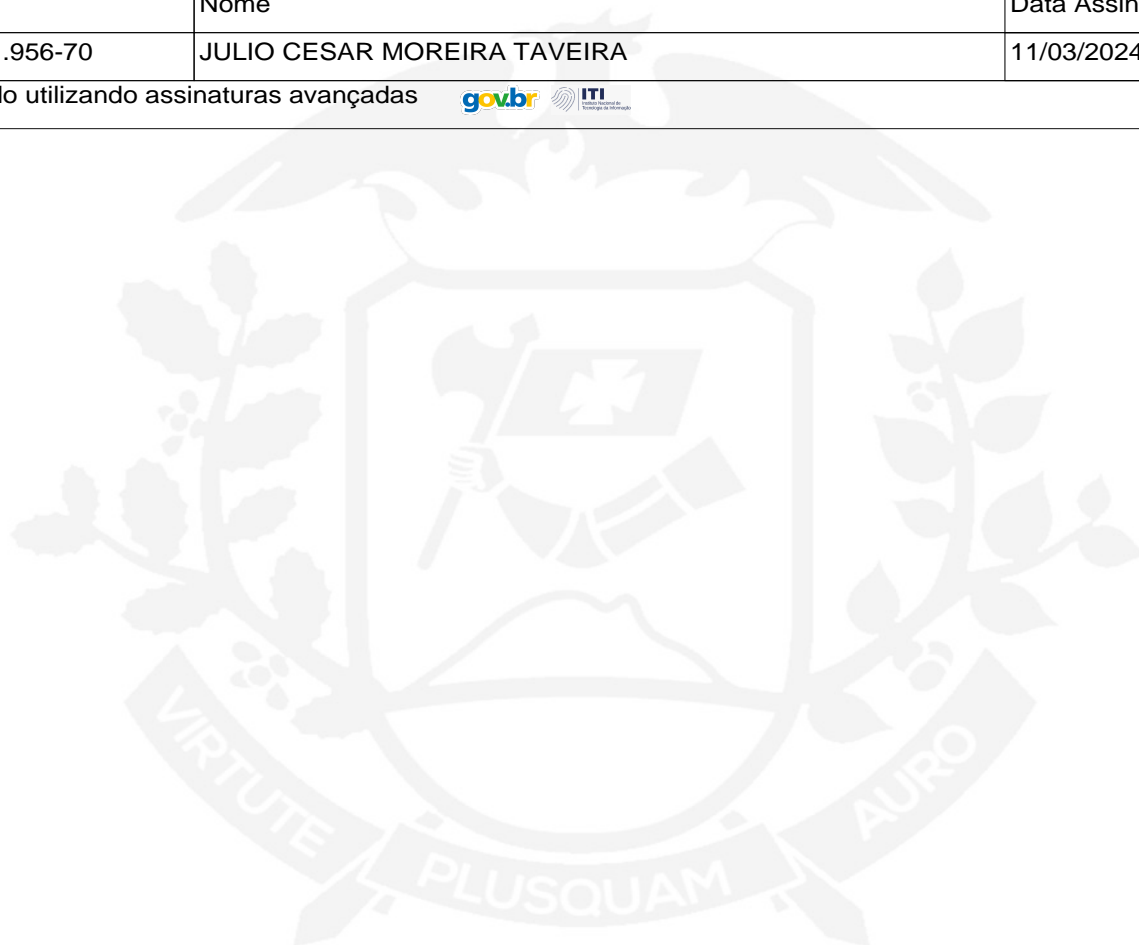 Nome Data Assin
.956-70 JULIO CESAR MOREIRA TAVEIRA 11/03/2024
do utilizando assinaturas avançadas gov.br ITI
VIRTUTE PLUSQUAM AURO